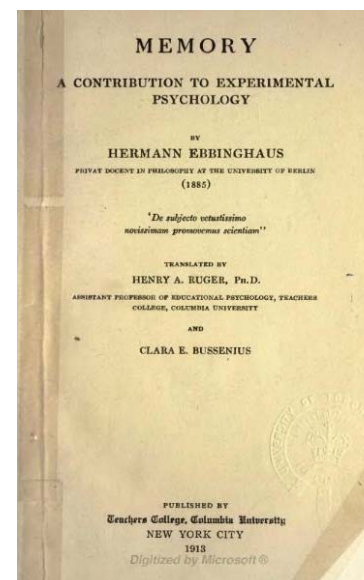 MEMORY
A CONTRIBUTION TO EXPERIMENTAL
PSYCHOLOGY
BY
HERMANN EBBINGHAUS
PRIVAT DOCENT IN PHILOSOPHY AT THE UNIVERSITY OF BERLIN
(1885)
'De subjecto vetustissimo
novissimam promovemus scientiam"
TRANSLATED BY
HENRY A. RUGER, Ph.D.
ASSISTANT PROFESSOR OF EDUCATIONAL PSYCHOLOGY, TEACHERS
COLLEGE, COLUMBIA UNIVERSITY
AND
CLARA E. BUSSENIUS
PUBLISHED BY
Teachers College, Columbia University
NEW YORK CITY
1913
Digitized by Microsoft ®